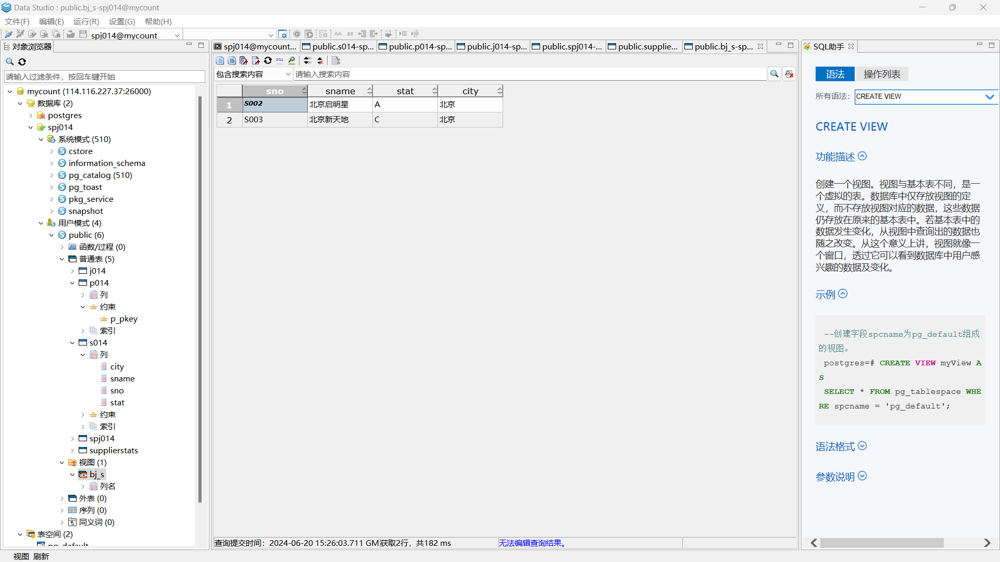 Data Studio : public.bj_s-spj014@mycount
文件(F) 编辑(E) 运行(R) 设置(G) 帮助(H)
spj014@mycount
对象浏览器
请输入过滤条件，按回车键开始
mycount (114.116.227.37:26000)
数据库 (2)
postgres
spj014
系统模式 (510)
cstore
information_schema
pg_catalog (510)
pg_toast
pkg_service
snapshot
用户模式 (4)
public (6)
函数/过程 (0)
普通表 (5)
j014
p014
列
约束
p_pkey
索引
s014
列
city
sname
sno
stat
约束
索引
spj014
supplierstats
视图 (1)
bj_s
列名
外表 (0)
序列 (0)
同义词 (0)
表空间 (2)
pg_default
视图 刷新
spj014@mycount... public.s014-sp... public.p014-sp... public.j014-sp... public.spj014-... public.supplie... public.bj_s-sp...
包含搜索内容 请输入搜索内容
sno sname stat city
1 S002 北京启明星 A 北京
2 S003 北京新天地 C 北京
查询提交时间：2024-06-20 15:26:03.711 GM 获取2行，共182 ms 无法编辑查询结果。
SQL助手
语法 操作列表
所有语法: CREATE VIEW
CREATE VIEW
功能描述
创建一个视图。视图与基本表不同，是一
个虚拟的表。数据库中仅存放视图的定
义，而不存放视图对应的数据，这些数据
仍存放在原来的基本表中。若基本表中的
数据发生变化，从视图中查询出的数据也
随之改变。从这个意义上讲，视图就像一
个窗口，透过它可以看到数据库中用户感
兴趣的数据及变化。
示例
--创建字段spcname为pg_default组成
的视图。
postgres=# CREATE VIEW myView A
S
SELECT * FROM pg_tablespace WHE
RE spcname = 'pg_default';
语法格式
参数说明